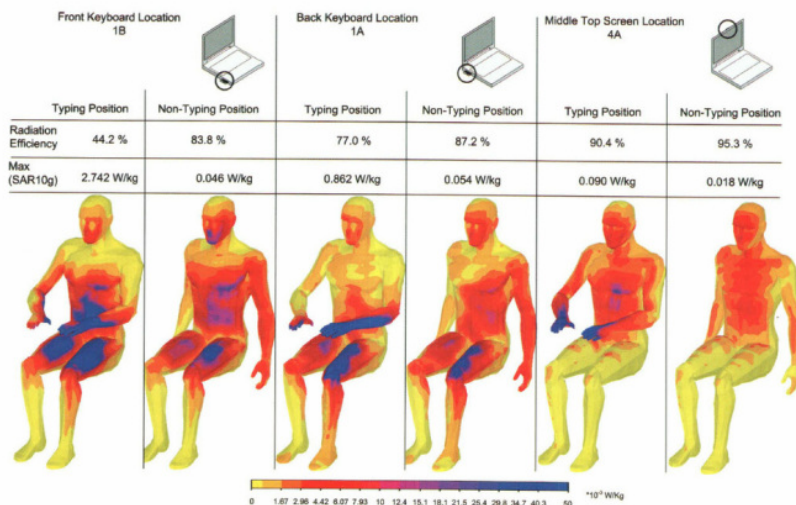 Front Keyboard Location
1B
Back Keyboard Location
1A
Middle Top Screen Location
4A
Typing Position Non-Typing Position Typing Position Non-Typing Position Typing Position Non-Typing Position
Radiation
Efficiency 44.2 % 83.8 % 77.0 % 87.2 % 90.4 % 95.3 %
Max
(SAR10g) 2.742 W/kg 0.046 W/kg 0.862 W/kg 0.054 W/kg 0.090 W/kg 0.018 W/kg
0 1.67 2.96 4.42 6.07 7.93 10 12.4 15.1 18.1 21.5 25.4 29.8 34.7 40.3 50 *10⁻³ W/Kg